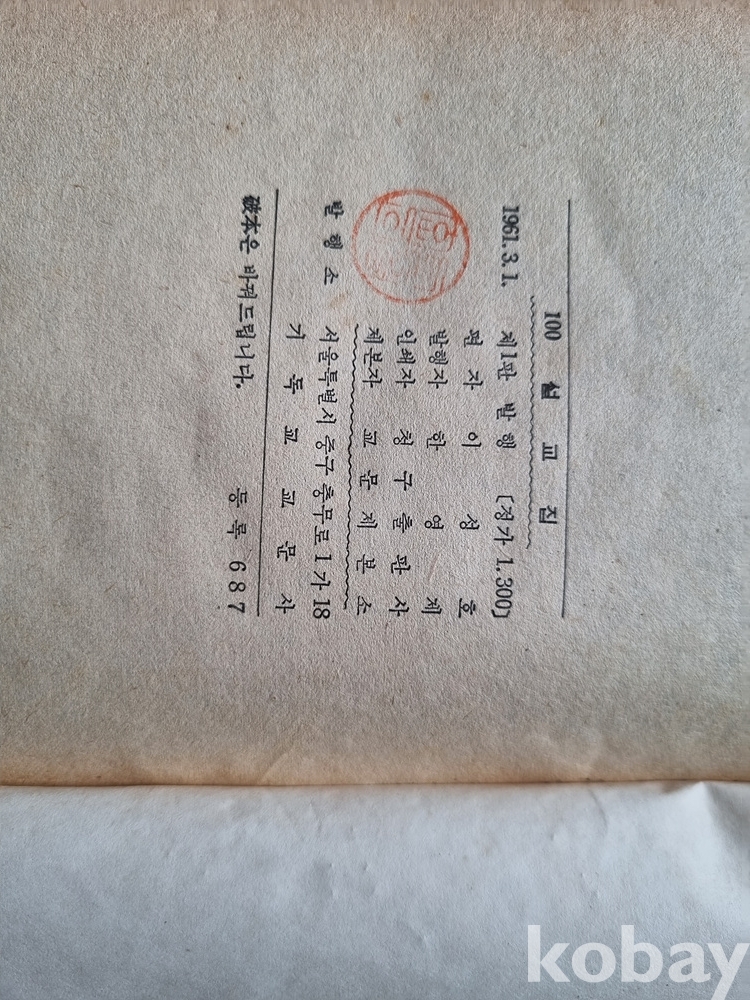 100 설교집
1961. 3. 1. 제1판 발행 〔정가 1.300〕
편자 이성호
발행자 한영제
인쇄자 청구출판사
제본자 교문제본소
발행소 서울특별시 중구 충무로 1가 18
기독교교문사
破本은 바꿔드립니다. 등록 687
kobay